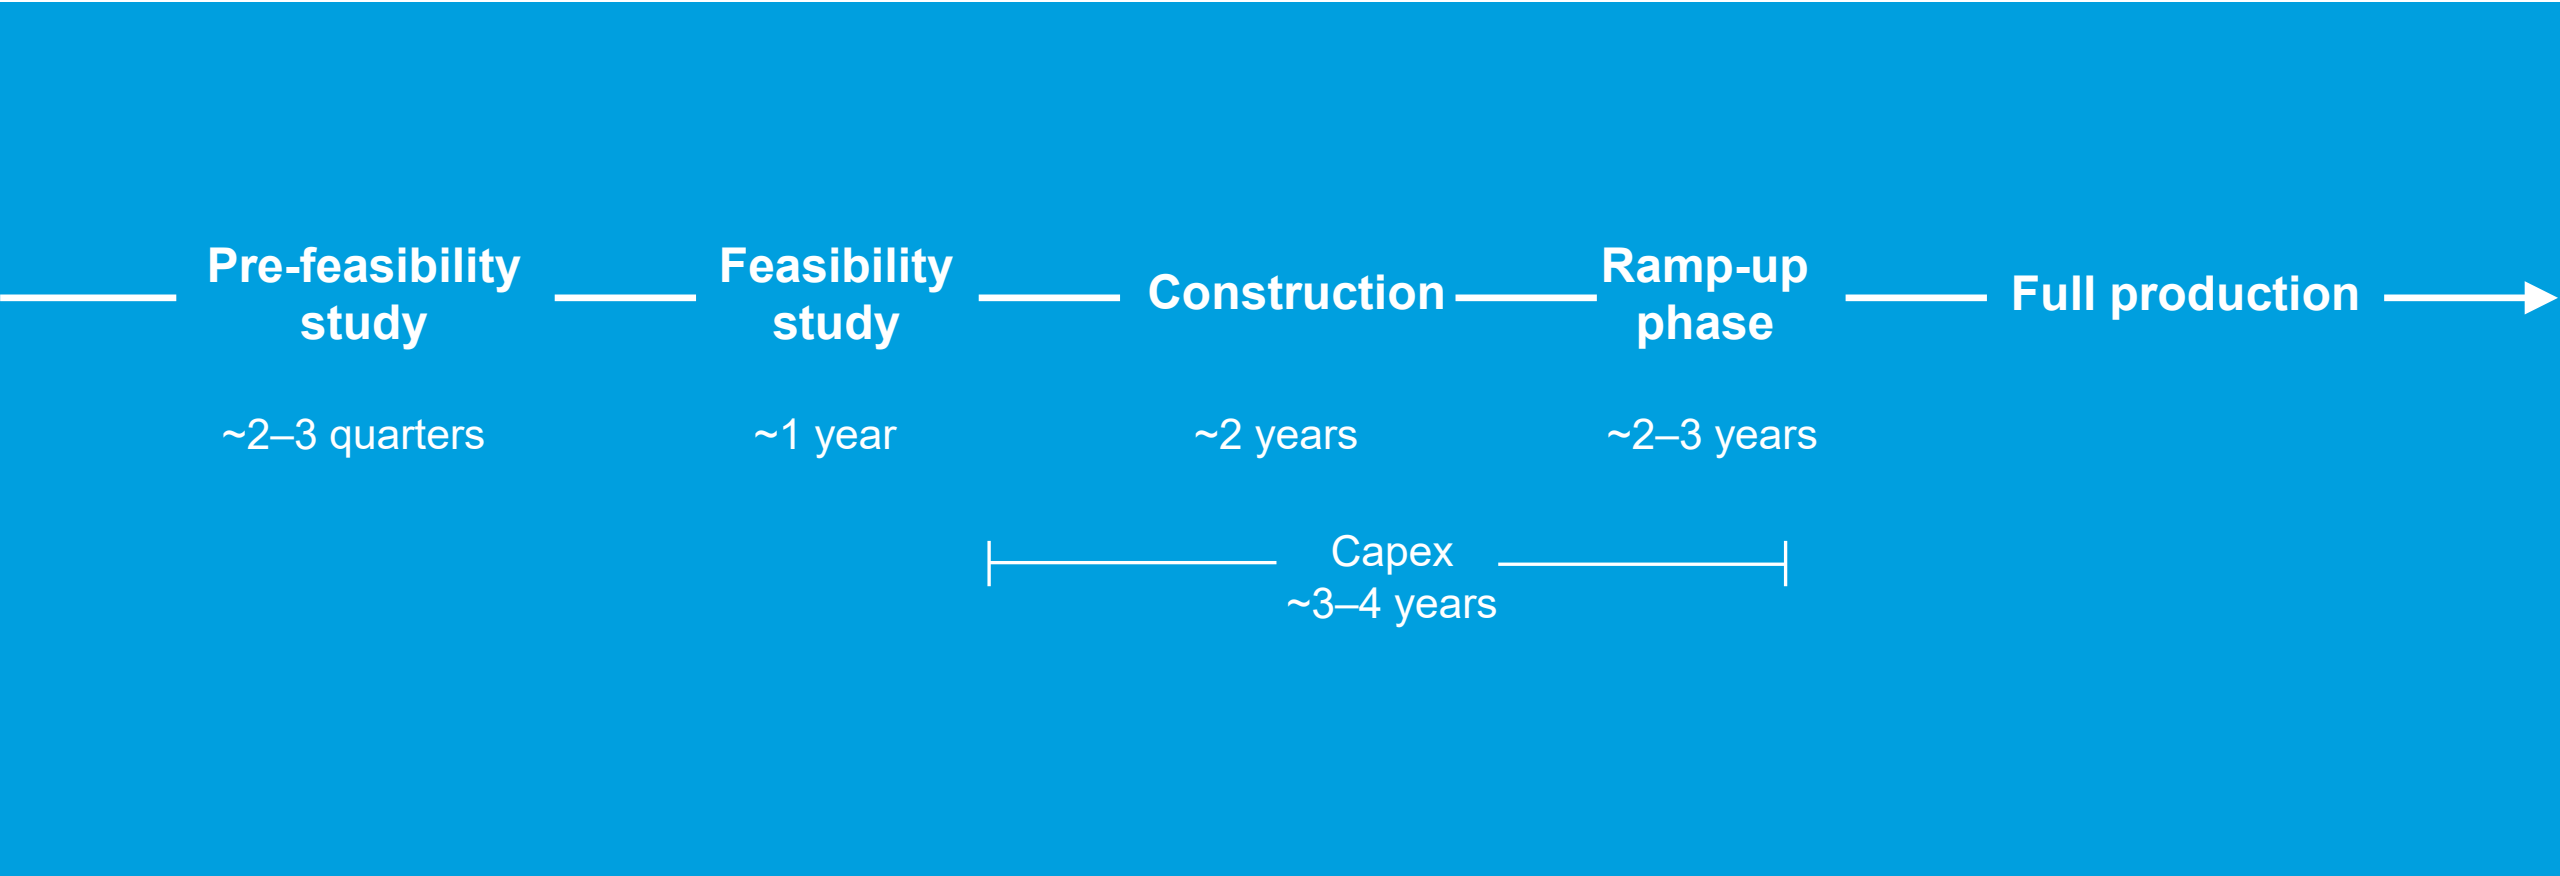 Pre-feasibility
study
Feasibility
study
Construction
Ramp-up
phase
Full production
~2–3 quarters
~1 year
~2 years
~2–3 years
Capex
~3–4 years